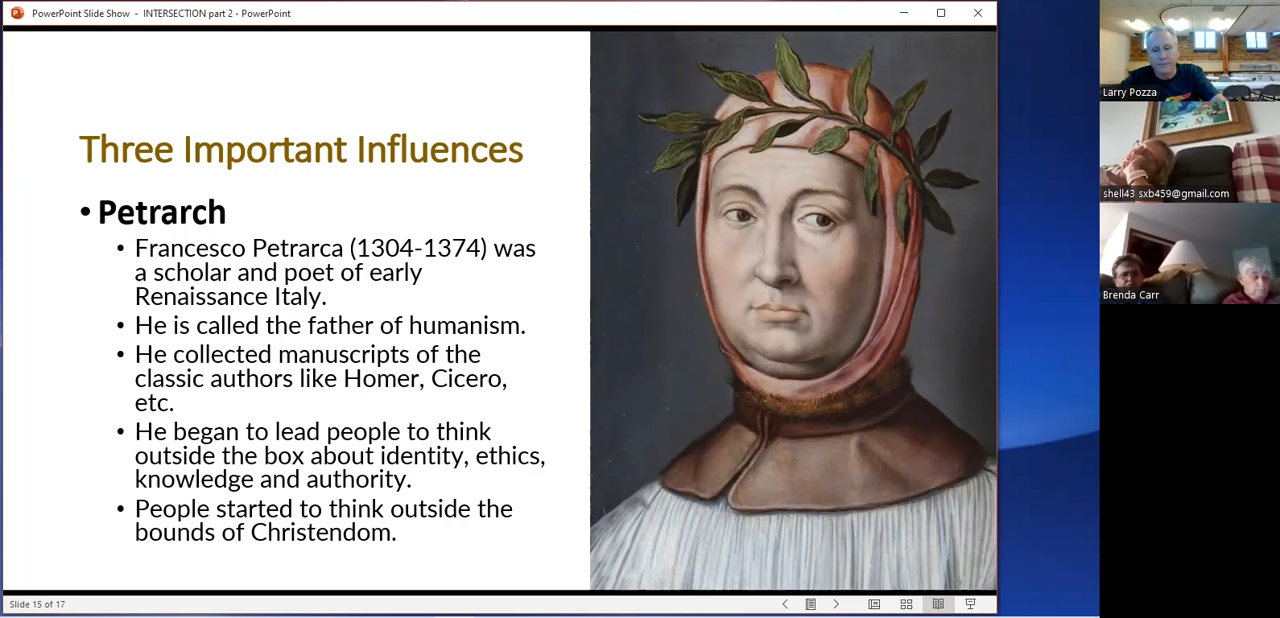 PowerPoint Slide Show - INTERSECTION part 2 - PowerPoint
Three Important Influences
• Petrarch
• Francesco Petrarca (1304-1374) was
a scholar and poet of early
Renaissance Italy.
• He is called the father of humanism.
• He collected manuscripts of the
classic authors like Homer, Cicero,
etc.
• He began to lead people to think
outside the box about identity, ethics,
knowledge and authority.
• People started to think outside the
bounds of Christendom.
Slide 15 of 17
Larry Pozza
shell43 sxb459@gmail.com
Brenda Carr